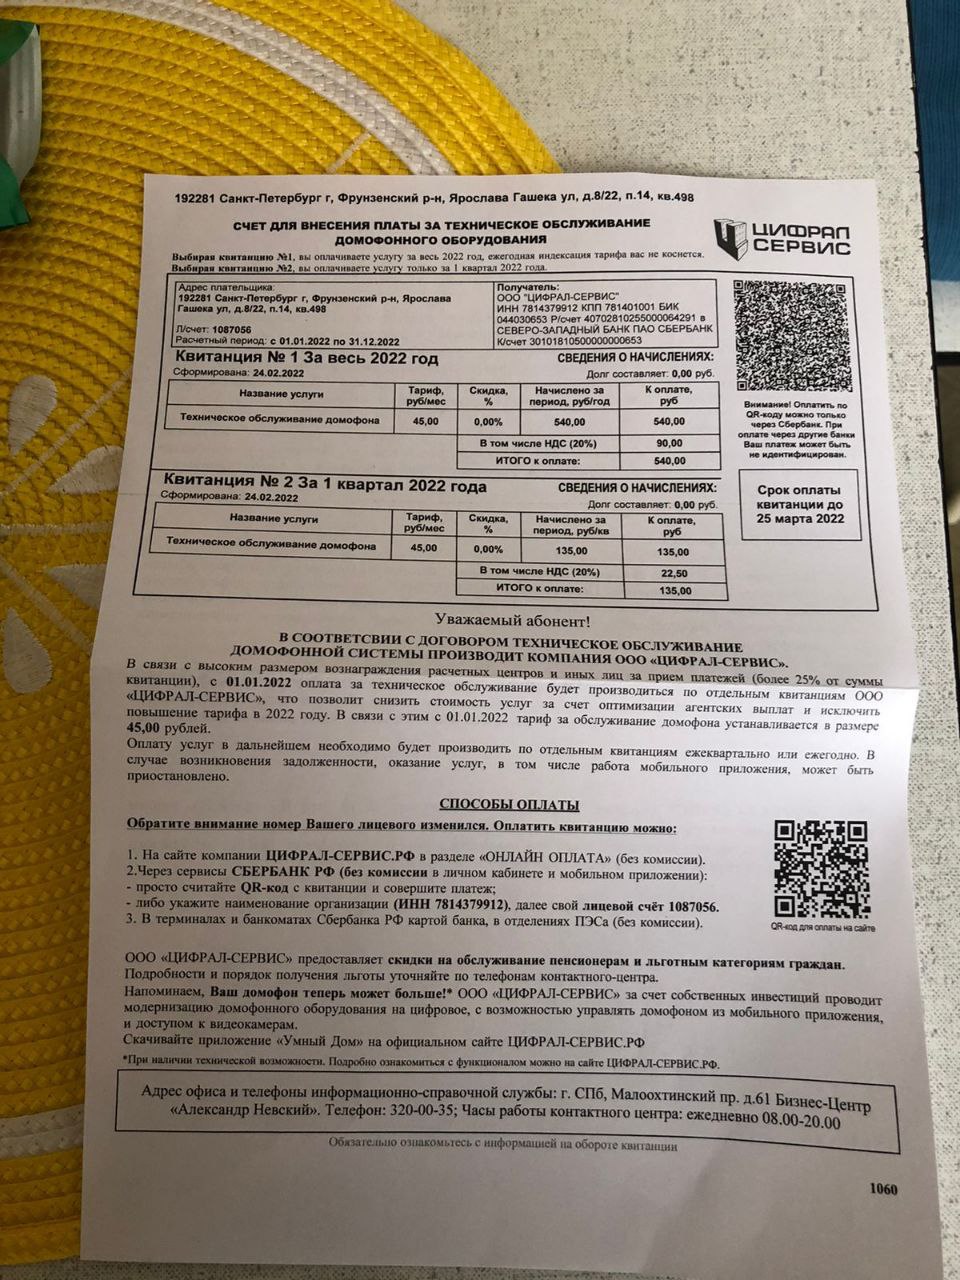 192281 Санкт-Петербург г, Фрунзенский р-н, Ярослава Гашека ул, д.8/22, п.14, кв.498
СЧЕТ ДЛЯ ВНЕСЕНИЯ ПЛАТЫ ЗА ТЕХНИЧЕСКОЕ ОБСЛУЖИВАНИЕ
ДОМОФОННОГО ОБОРУДОВАНИЯ
ЦИФРАЛ
СЕРВИС
Выбирая квитанцию №1, вы оплачиваете услугу за весь 2022 год, ежегодная индексация тарифа вас не коснется.
Выбирая квитанцию №2, вы оплачиваете услугу только за 1 квартал 2022 года.
Адрес плательщика:
192281 Санкт-Петербург г, Фрунзенский р-н, Ярослава
Гашека ул, д.8/22, п.14, кв.498
Л/счет: 1087056
Расчетный период: с 01.01.2022 по 31.12.2022
Получатель:
ООО "ЦИФРАЛ-СЕРВИС"
ИНН 7814379912 КПП 781401001 БИК
044030653 Р/счет 40702810255000064291 в
СЕВЕРО-ЗАПАДНЫЙ БАНК ПАО СБЕРБАНК
К/счет 30101810500000000653
Квитанция № 1 За весь 2022 год
СВЕДЕНИЯ О НАЧИСЛЕНИЯХ:
Сформирована: 24.02.2022
Долг составляет: 0,00 руб.
Название услуги Тариф, руб/мес Скидка, % Начислено за период, руб/год К оплате, руб
Техническое обслуживание домофона 45,00 0,00% 540,00 540,00
В том числе НДС (20%) 90,00
ИТОГО к оплате: 540,00
Внимание! Оплатить по
QR-коду можно только
через Сбербанк. При
оплате через другие банки
Ваш платеж может быть
не идентифицирован.
Квитанция № 2 За 1 квартал 2022 года
СВЕДЕНИЯ О НАЧИСЛЕНИЯХ:
Сформирована: 24.02.2022
Долг составляет: 0,00 руб.
Название услуги Тариф, руб/мес Скидка, % Начислено за период, руб/кв К оплате, руб
Техническое обслуживание домофона 45,00 0,00% 135,00 135,00
В том числе НДС (20%) 22,50
ИТОГО к оплате: 135,00
Срок оплаты
квитанции до
25 марта 2022
Уважаемый абонент!
В СООТВЕТСВИИ С ДОГОВОРОМ ТЕХНИЧЕСКОЕ ОБСЛУЖИВАНИЕ
ДОМОФОННОЙ СИСТЕМЫ ПРОИЗВОДИТ КОМПАНИЯ ООО «ЦИФРАЛ-СЕРВИС».
В связи с высоким размером вознаграждения расчетных центров и иных лиц за прием платежей (более 25% от суммы
квитанции), с 01.01.2022 оплата за техническое обслуживание будет производиться по отдельным квитанциям ООО
«ЦИФРАЛ-СЕРВИС», что позволит снизить стоимость услуг за счет оптимизации агентских выплат и исключить
повышение тарифа в 2022 году. В связи с этим с 01.01.2022 тариф за обслуживание домофона устанавливается в размере
45,00 рублей.
Оплату услуг в дальнейшем необходимо будет производить по отдельным квитанциям ежеквартально или ежегодно. В
случае возникновения задолженности, оказание услуг, в том числе работа мобильного приложения, может быть
приостановлено.
СПОСОБЫ ОПЛАТЫ
Обратите внимание номер Вашего лицевого изменился. Оплатить квитанцию можно:
1. На сайте компании ЦИФРАЛ-СЕРВИС.РФ в разделе «ОНЛАЙН ОПЛАТА» (без комиссии).
2.Через сервисы СБЕРБАНК РФ (без комиссии в личном кабинете и мобильном приложении):
- просто считайте QR-код с квитанции и совершите платеж;
- либо укажите наименование организации (ИНН 7814379912), далее свой лицевой счёт 1087056.
3. В терминалах и банкоматах Сбербанка РФ картой банка, в отделениях ПЭСа (без комиссии).
QR-код для оплаты на сайте
ООО «ЦИФРАЛ-СЕРВИС» предоставляет скидки на обслуживание пенсионерам и льготным категориям граждан.
Подробности и порядок получения льготы уточняйте по телефонам контактного-центра.
Напоминаем, Ваш домофон теперь может больше!* ООО «ЦИФРАЛ-СЕРВИС» за счет собственных инвестиций проводит
модернизацию домофонного оборудования на цифровое, с возможностью управлять домофоном из мобильного приложения,
и доступом к видеокамерам.
Скачивайте приложение «Умный Дом» на официальном сайте ЦИФРАЛ-СЕРВИС.РФ
*При наличии технической возможности. Подробно ознакомиться с функционалом можно на сайте ЦИФРАЛ-СЕРВИС.РФ.
Адрес офиса и телефоны информационно-справочной службы: г. СПб, Малоохтинский пр. д.61 Бизнес-Центр
«Александр Невский». Телефон: 320-00-35; Часы работы контактного центра: ежедневно 08.00-20.00
Обязательно ознакомьтесь с информацией на обороте квитанции
1060